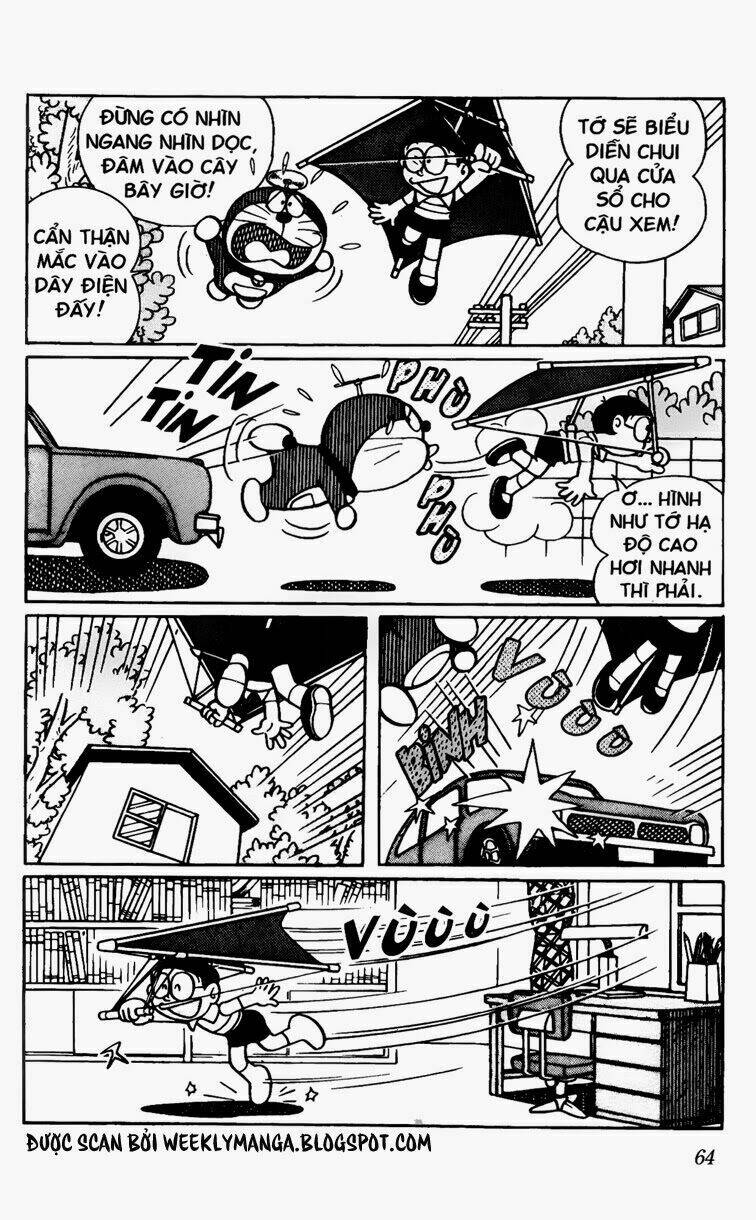 ĐỪNG CÓ NHÌN
NGANG NHÌN DỌC,
ĐÂM VÀO CÂY
BÂY GIỜ!
CẨN THẬN
MẮC VÀO
DÂY ĐIỆN
ĐẤY!
TỚ SẼ BIỂU
DIỄN CHUI
QUA CỬA
SỔ CHO
CẬU XEM!
TIN
TIN
PHÙ
PHÙ
Ơ... HÌNH
NHƯ TỚ HẠ
ĐỘ CAO
HƠI NHANH
THÌ PHẢI.
BINH
VÙÙÙ
VÙÙÙ
ĐƯỢC SCAN BỞI WEEKLYMANGA.BLOGSPOT.COM
64